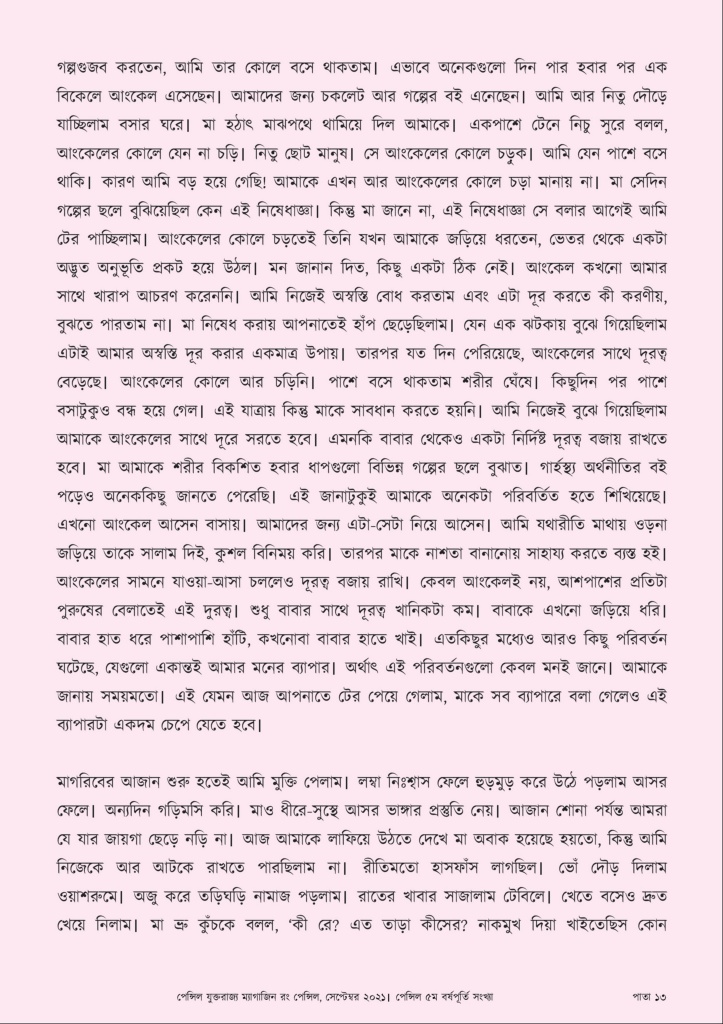 গল্পগুজব করতেন, আমি তার কোলে বসে থাকতাম। এভাবে অনেকগুলো দিন পার হবার পর এক
বিকেলে আংকেল এসেছেন। আমাদের জন্য চকলেট আর গল্পের বই এনেছেন। আমি আর নিতু দৌড়ে
যাচ্ছিলাম বসার ঘরে। মা হঠাৎ মাঝপথে থামিয়ে দিল আমাকে। একপাশে টেনে নিচু সুরে বলল,
আংকেলের কোলে যেন না চড়ি। নিতু ছোট মানুষ। সে আংকেলের কোলে চড়ুক। আমি যেন পাশে বসে
থাকি। কারণ আমি বড় হয়ে গেছি! আমাকে এখন আর আংকেলের কোলে চড়া মানায় না। মা সেদিন
গল্পের ছলে বুঝিয়েছিল কেন এই নিষেধাজ্ঞা। কিন্তু মা জানে না, এই নিষেধাজ্ঞা সে বলার আগেই আমি
টের পাচ্ছিলাম। আংকেলের কোলে চড়তেই তিনি যখন আমাকে জড়িয়ে ধরতেন, ভেতর থেকে একটা
অদ্ভুত অনুভূতি প্রকট হয়ে উঠল। মন জানান দিত, কিছু একটা ঠিক নেই। আংকেল কখনো আমার
সাথে খারাপ আচরণ করেননি। আমি নিজেই অস্বস্তি বোধ করতাম এবং এটা দূর করতে কী করণীয়,
বুঝতে পারতাম না। মা নিষেধ করায় আপনাতেই হাঁপ ছেড়েছিলাম। যেন এক ঝটকায় বুঝে গিয়েছিলাম
এটাই আমার অস্বস্তি দূর করার একমাত্র উপায়। তারপর যত দিন পেরিয়েছে, আংকেলের সাথে দূরত্ব
বেড়েছে। আংকেলের কোলে আর চড়িনি। পাশে বসে থাকতাম শরীর ঘেঁষে। কিছুদিন পর পাশে
বসাটুকুও বন্ধ হয়ে গেল। এই যাত্রায় কিন্তু মাকে সাবধান করতে হয়নি। আমি নিজেই বুঝে গিয়েছিলাম
আমাকে আংকেলের সাথে দূরে সরতে হবে। এমনকি বাবার থেকেও একটা নির্দিষ্ট দূরত্ব বজায় রাখতে
হবে। মা আমাকে শরীর বিকশিত হবার ধাপগুলো বিভিন্ন গল্পের ছলে বুঝাত। গার্হস্থ্য অর্থনীতির বই
পড়েও অনেককিছু জানতে পেরেছি। এই জানাটুকুই আমাকে অনেকটা পরিবর্তিত হতে শিখিয়েছে।
এখনো আংকেল আসেন বাসায়। আমাদের জন্য এটা-সেটা নিয়ে আসেন। আমি যথারীতি মাথায় ওড়না
জড়িয়ে তাকে সালাম দিই, কুশল বিনিময় করি। তারপর মাকে নাশতা বানানোয় সাহায্য করতে ব্যস্ত হই।
আংকেলের সামনে যাওয়া-আসা চললেও দূরত্ব বজায় রাখি। কেবল আংকেলই নয়, আশপাশের প্রতিটা
পুরুষের বেলাতেই এই দুরত্ব। শুধু বাবার সাথে দূরত্ব খানিকটা কম। বাবাকে এখনো জড়িয়ে ধরি।
বাবার হাত ধরে পাশাপাশি হাঁটি, কখনোবা বাবার হাতে খাই। এতকিছুর মধ্যেও আরও কিছু পরিবর্তন
ঘটেছে, যেগুলো একান্তই আমার মনের ব্যাপার। অর্থাৎ এই পরিবর্তনগুলো কেবল মনই জানে। আমাকে
জানায় সময়মতো। এই যেমন আজ আপনাতে টের পেয়ে গেলাম, মাকে সব ব্যাপারে বলা গেলেও এই
ব্যাপারটা একদম চেপে যেতে হবে।
মাগরিবের আজান শুরু হতেই আমি মুক্তি পেলাম। লম্বা নিঃশ্বাস ফেলে হুড়মুড় করে উঠে পড়লাম আসর
ফেলে। অন্যদিন গড়িমসি করি। মাও ধীরে-সুস্থে আসর ভাঙ্গার প্রস্তুতি নেয়। আজান শোনা পর্যন্ত আমরা
যে যার জায়গা ছেড়ে নড়ি না। আজ আমাকে লাফিয়ে উঠতে দেখে মা অবাক হয়েছে হয়তো, কিন্তু আমি
নিজেকে আর আটকে রাখতে পারছিলাম না। রীতিমতো হাসফাঁস লাগছিল। ভোঁ দৌড় দিলাম
ওয়াশরুমে। অজু করে তড়িঘড়ি নামাজ পড়লাম। রাতের খাবার সাজালাম টেবিলে। খেতে বসেও দ্রুত
খেয়ে নিলাম। মা ভ্রু কুঁচকে বলল, ‘কী রে? এত তাড়া কীসের? নাকমুখ দিয়া খাইতেছিস কোন
পেন্সিল যুক্তরাজ্য ম্যাগাজিন রং পেন্সিল, সেপ্টেম্বর ২০২১। পেন্সিল ৫ম বর্ষপূর্তি সংখ্যা পাতা ১৩